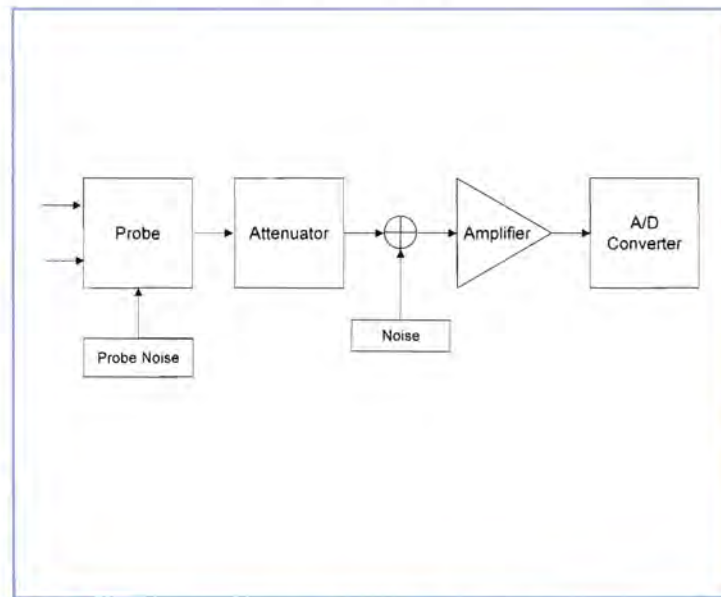 Probe
Attenuator
Amplifier
A/D
Converter
Probe Noise
Noise